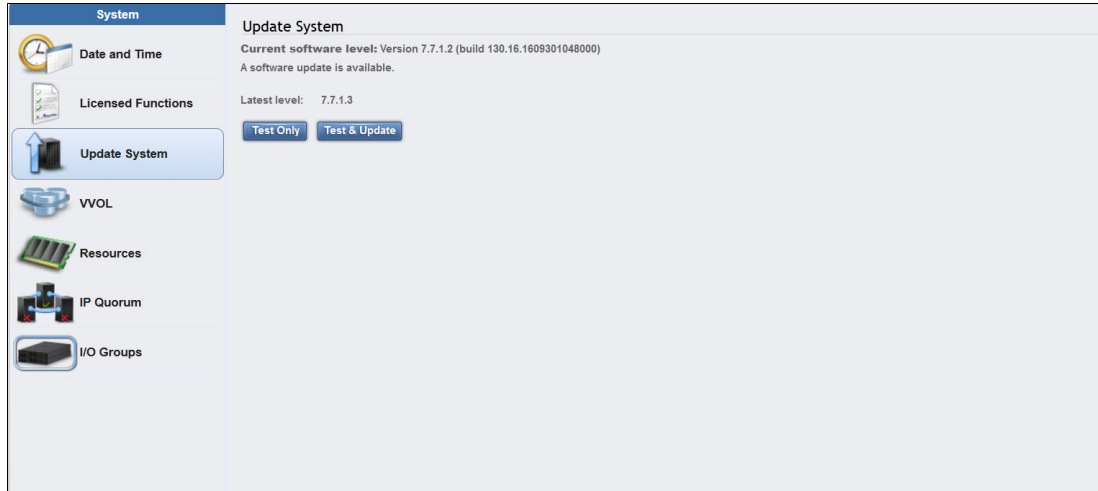 System
Date and Time
Licensed Functions
Update System
VVOL
Resources
IP Quorum
I/O Groups
Update System
Current software level: Version 7.7.1.2 (build 130.16.1609301048000)
A software update is available.
Latest level: 7.7.1.3
Test Only Test & Update